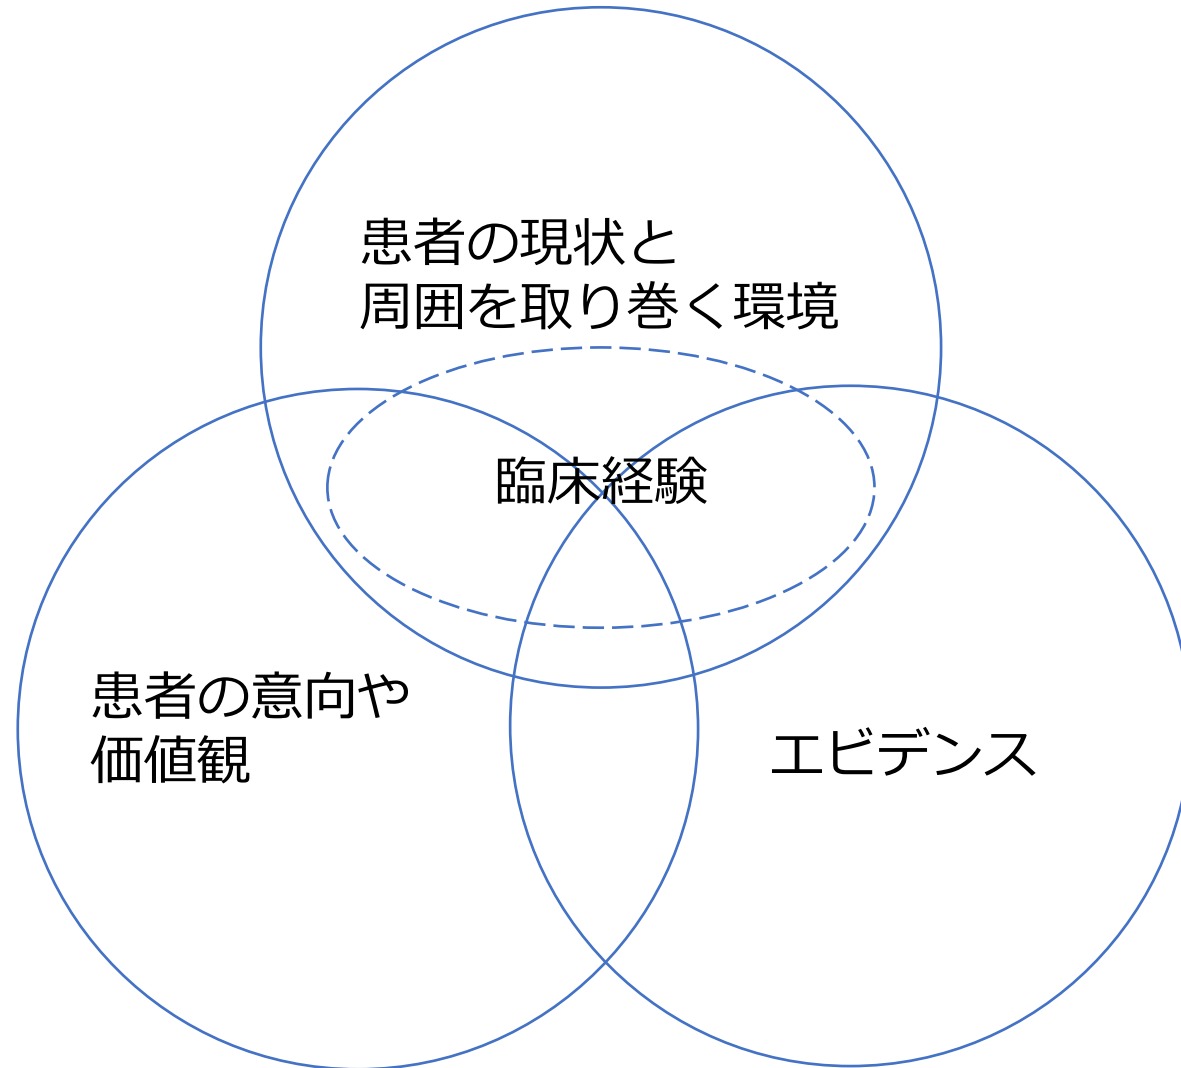 患者の現状と
周囲を取り巻く環境
臨床経験
患者の意向や
価値観
エビデンス